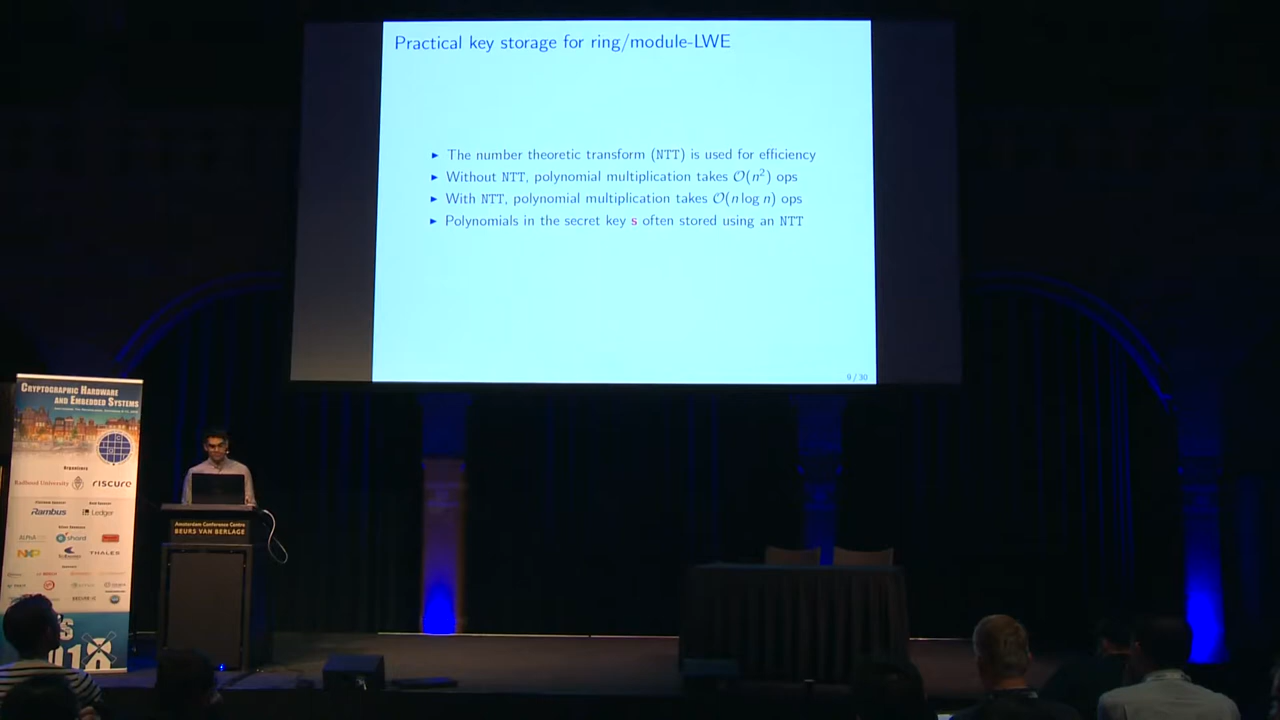 Practical key storage for ring/module-LWE
► The number theoretic transform (NTT) is used for efficiency
► Without NTT, polynomial multiplication takes O(n²) ops
► With NTT, polynomial multiplication takes O(n log n) ops
► Polynomials in the secret key s often stored using an NTT
9 / 30
CRYPTOGRAPHIC HARDWARE
AND EMBEDDED SYSTEMS
Organizers
Radboud University
riscure
Rambus
Ledger
eshard
NXP
THALES
Amsterdam Conference Centre
BEURS VAN BERLAGE